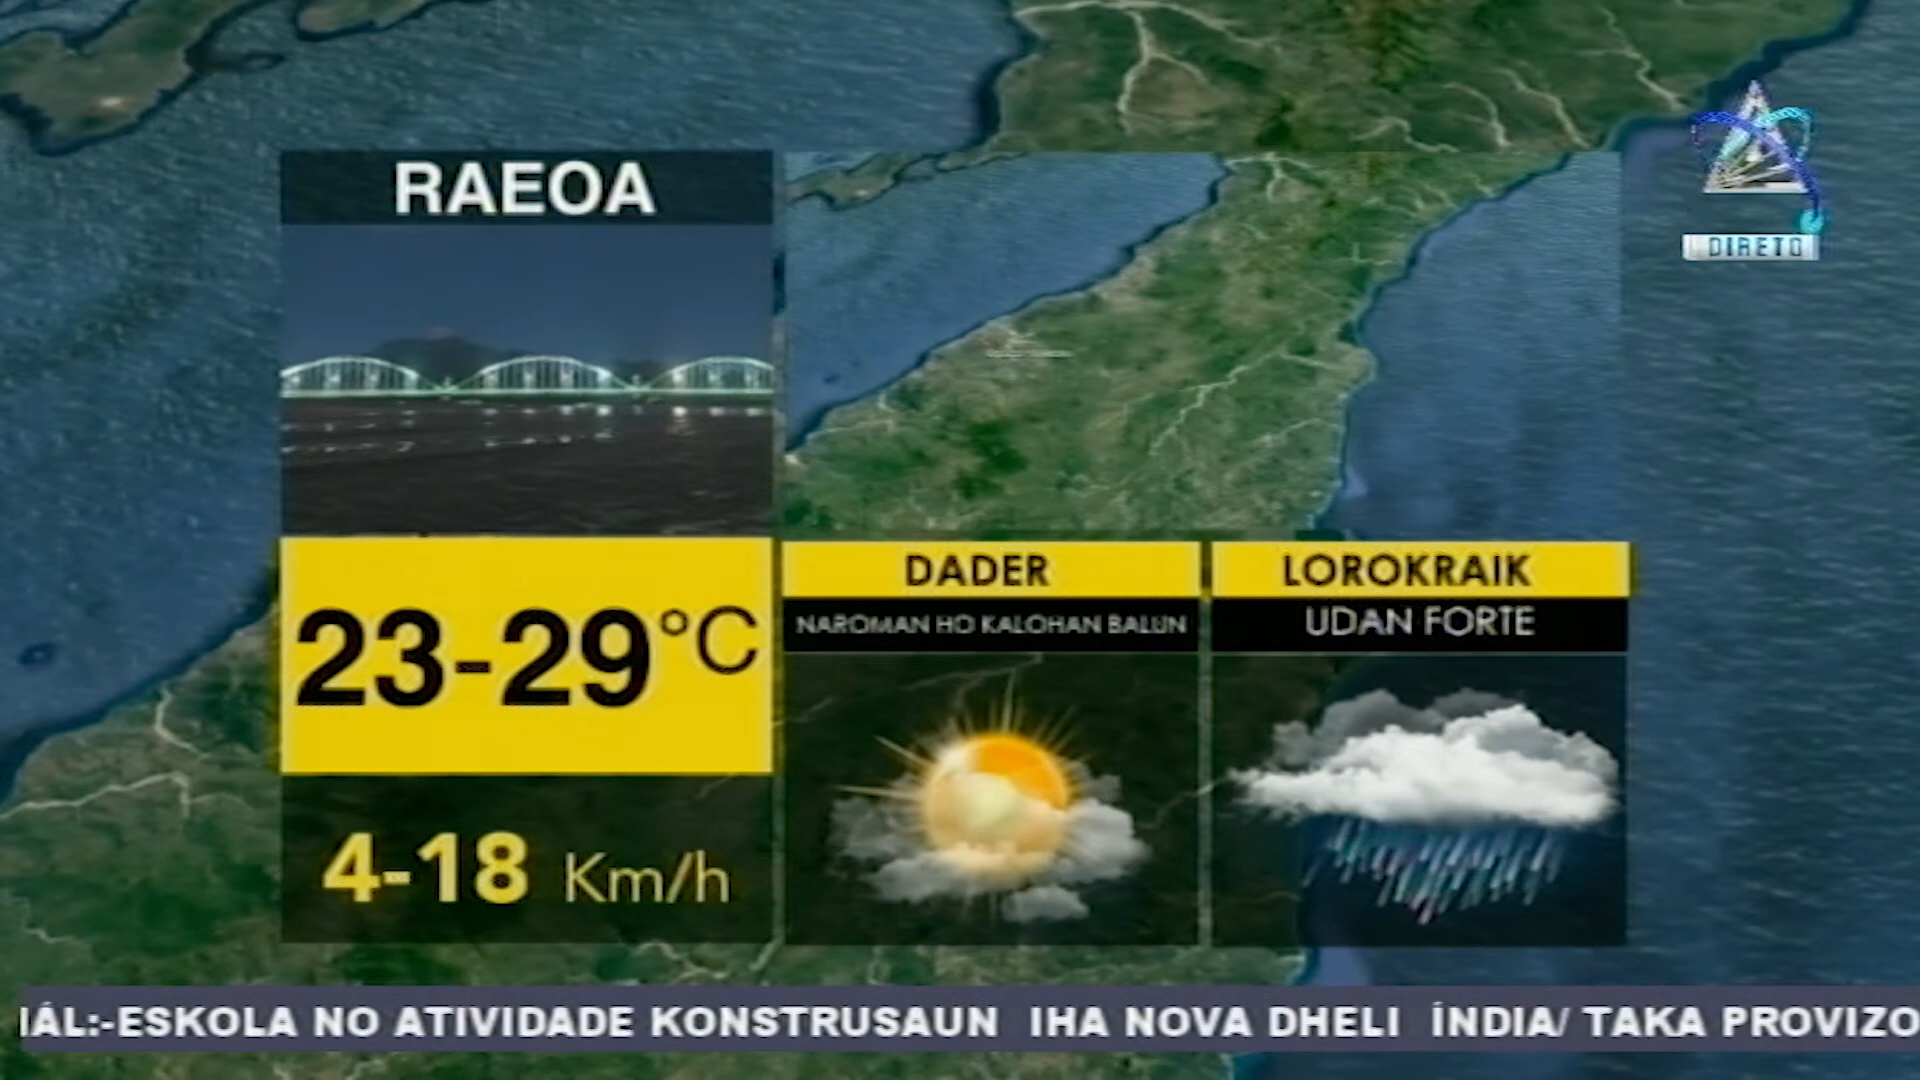 RAEOA
DIRETO
23-29°C
4-18 Km/h
DADER
NAROMAN HO KALOHAN BALUN
LOROKRAIK
UDAN FORTE
IÁL:-ESKOLA NO ATIVIDADE KONSTRUSAUN IHA NOVA DHELI ÍNDIA/ TAKA PROVIZO